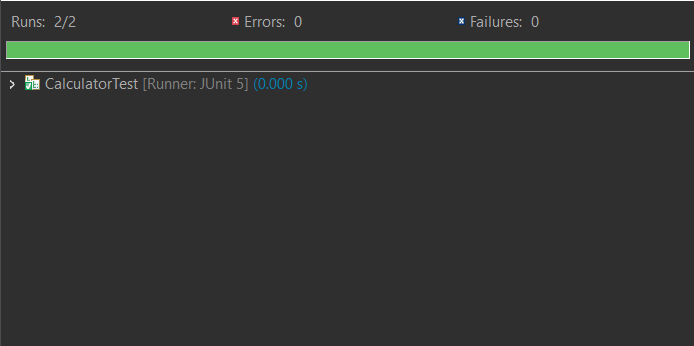 Runs: 2/2 Errors: 0 Failures: 0
CalculatorTest [Runner: JUnit 5] (0.000 s)